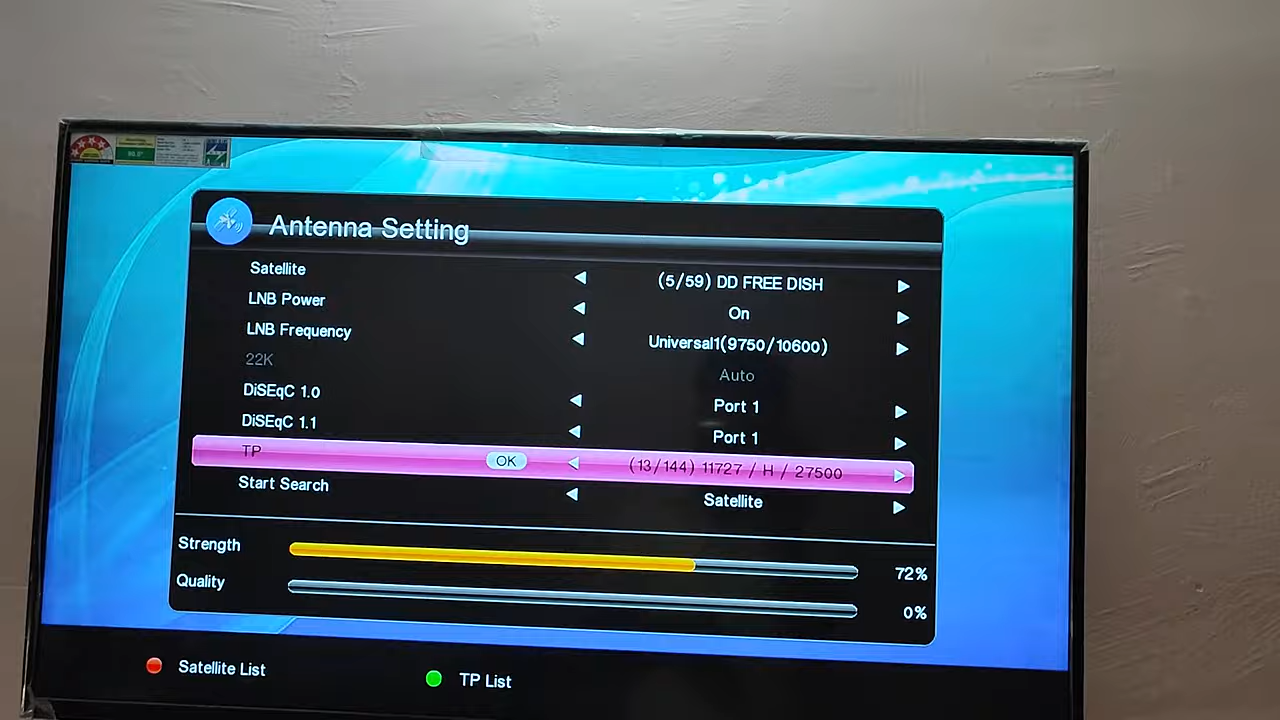 Antenna Setting
Satellite (5/59) DD FREE DISH
LNB Power On
LNB Frequency Universal1(9750/10600)
22K Auto
DiSEqC 1.0 Port 1
DiSEqC 1.1 Port 1
TP OK (13/144) 11727 / H / 27500
Start Search Satellite
Strength 72%
Quality 0%
Satellite List TP List